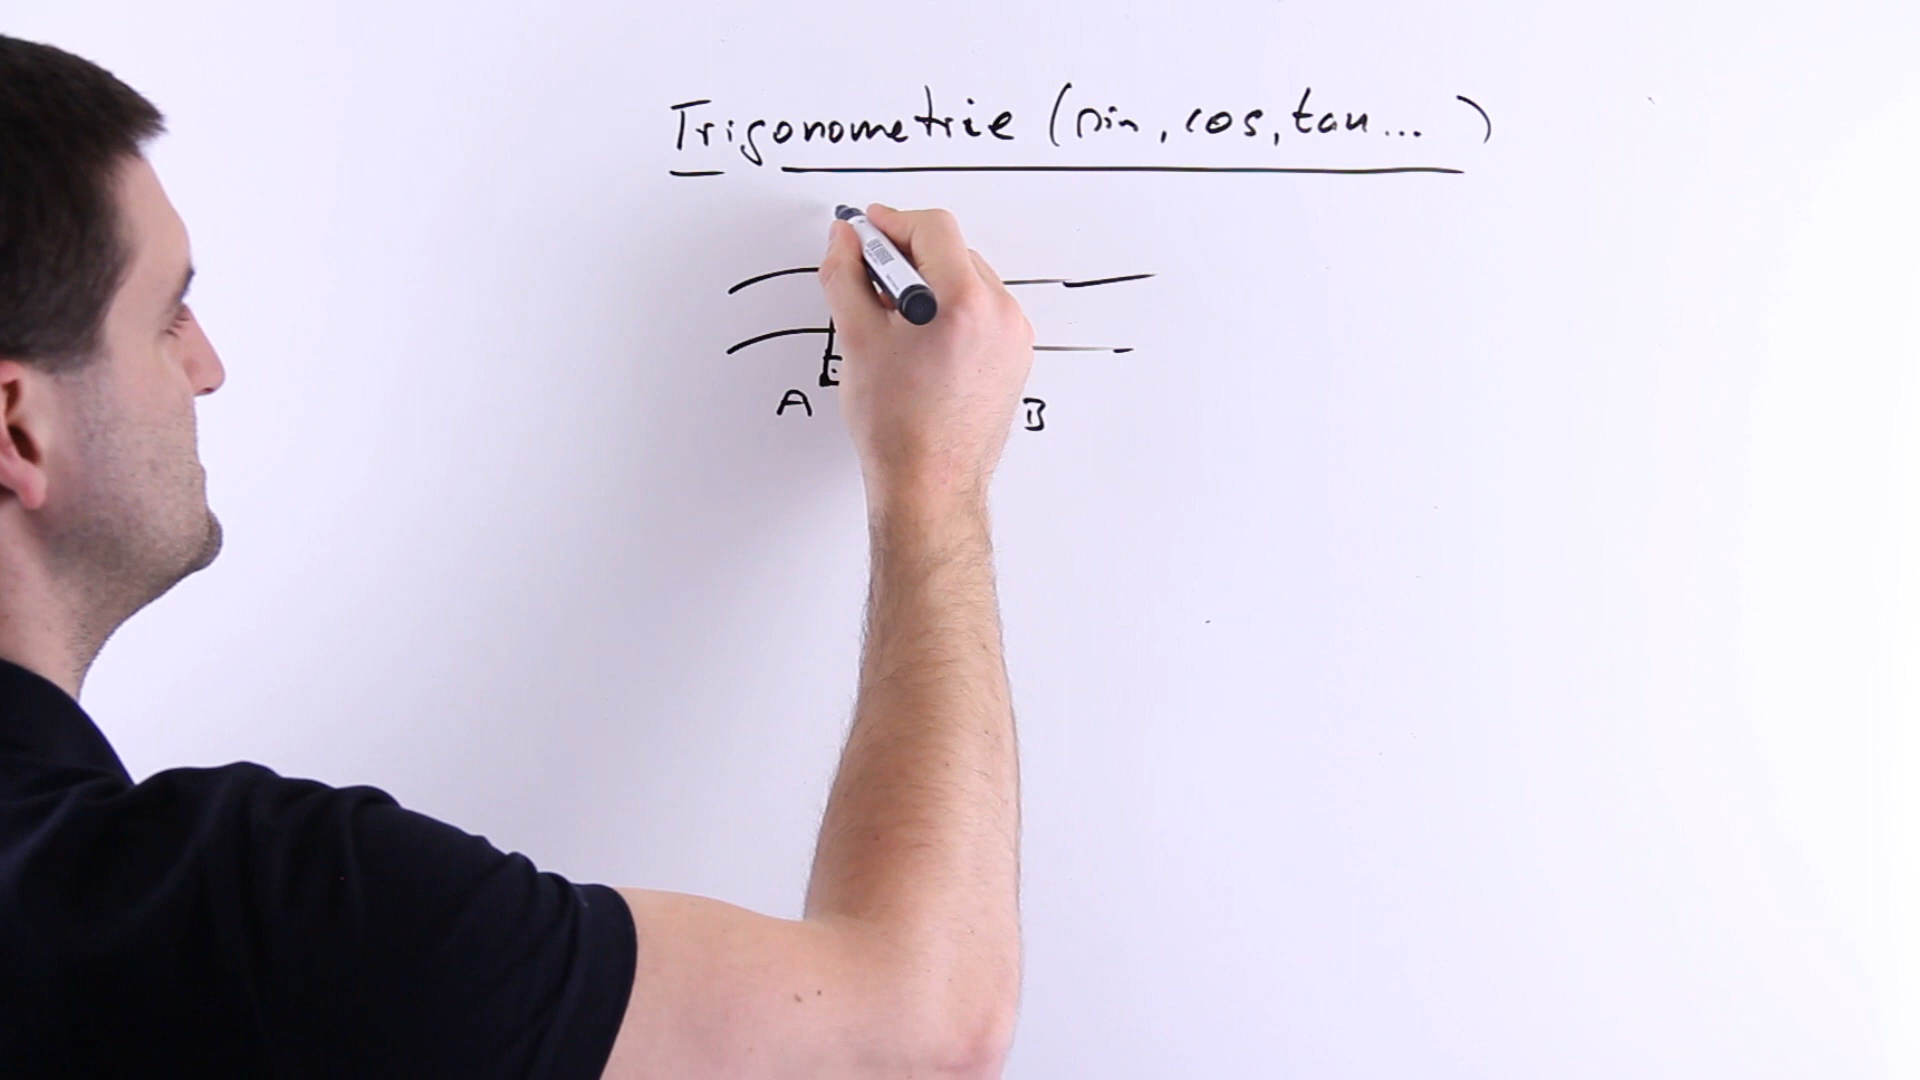 Trigonometrie (sin, cos, tan... )
A
B